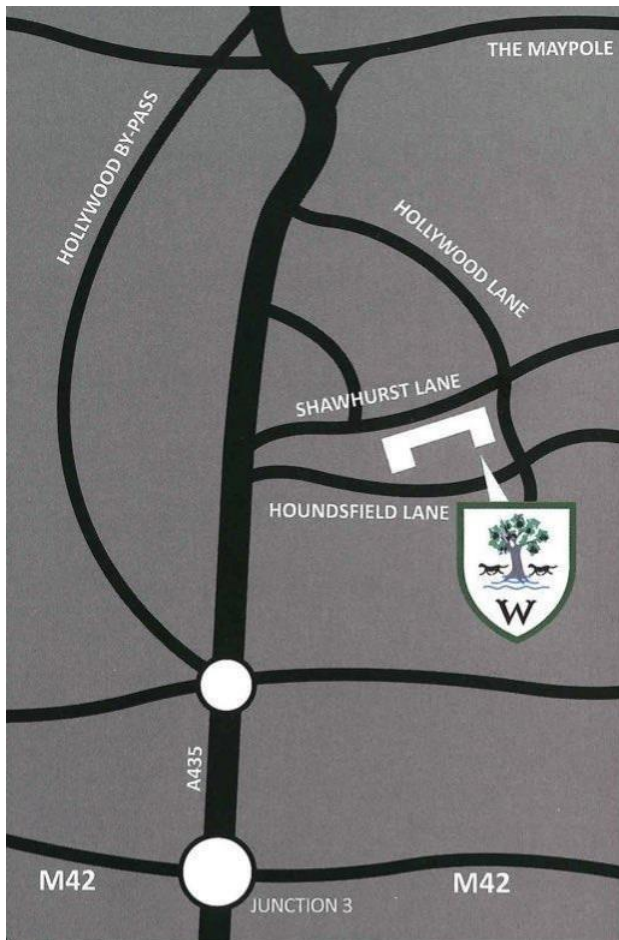 THE MAYPOLE
HOLLYWOOD BY-PASS
HOLLYWOOD LANE
SHAWHURST LANE
HOUNDSFIELD LANE
W
A435
M42
M42
JUNCTION 3